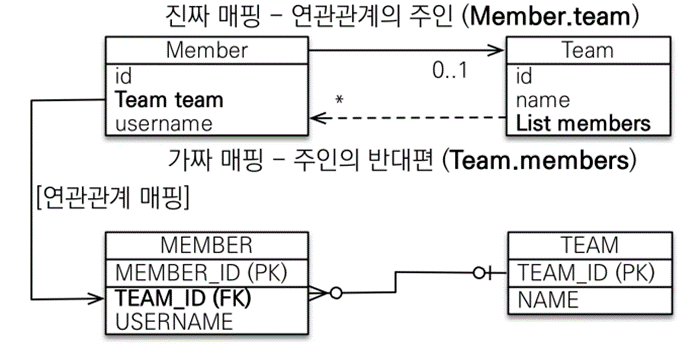 진짜 매핑 - 연관관계의 주인 (Member.team)
Member
id
Team team
username
Team
id
name
List members
0..1
*
가짜 매핑 - 주인의 반대편 (Team.members)
[연관관계 매핑]
MEMBER
MEMBER_ID (PK)
TEAM_ID (FK)
USERNAME
TEAM
TEAM_ID (PK)
NAME